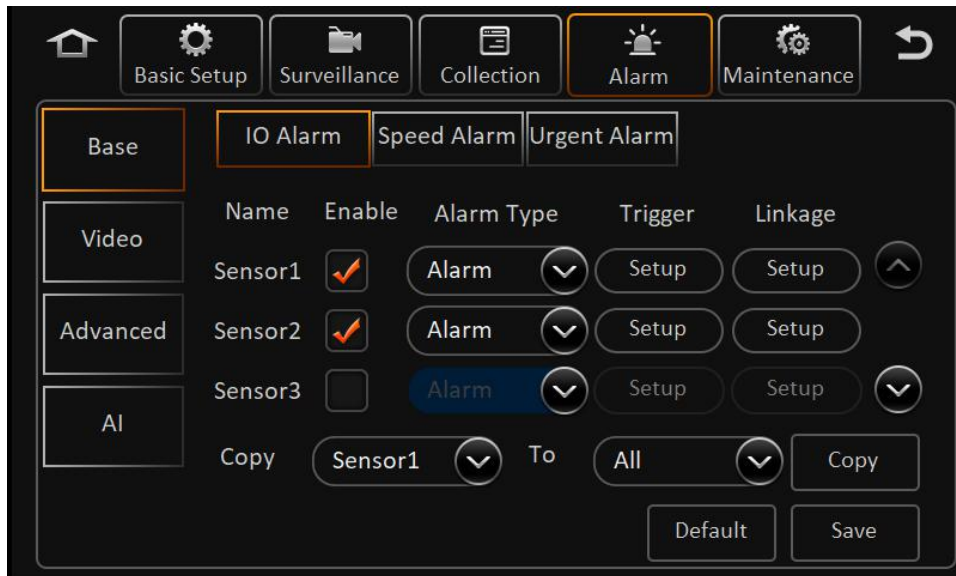 Basic Setup Surveillance Collection Alarm Maintenance
Base
Video
Advanced
AI
IO Alarm Speed Alarm Urgent Alarm
Name Enable Alarm Type Trigger Linkage
Sensor1 Alarm Setup Setup
Sensor2 Alarm Setup Setup
Sensor3 Alarm Setup Setup
Copy Sensor1 To All Copy
Default Save